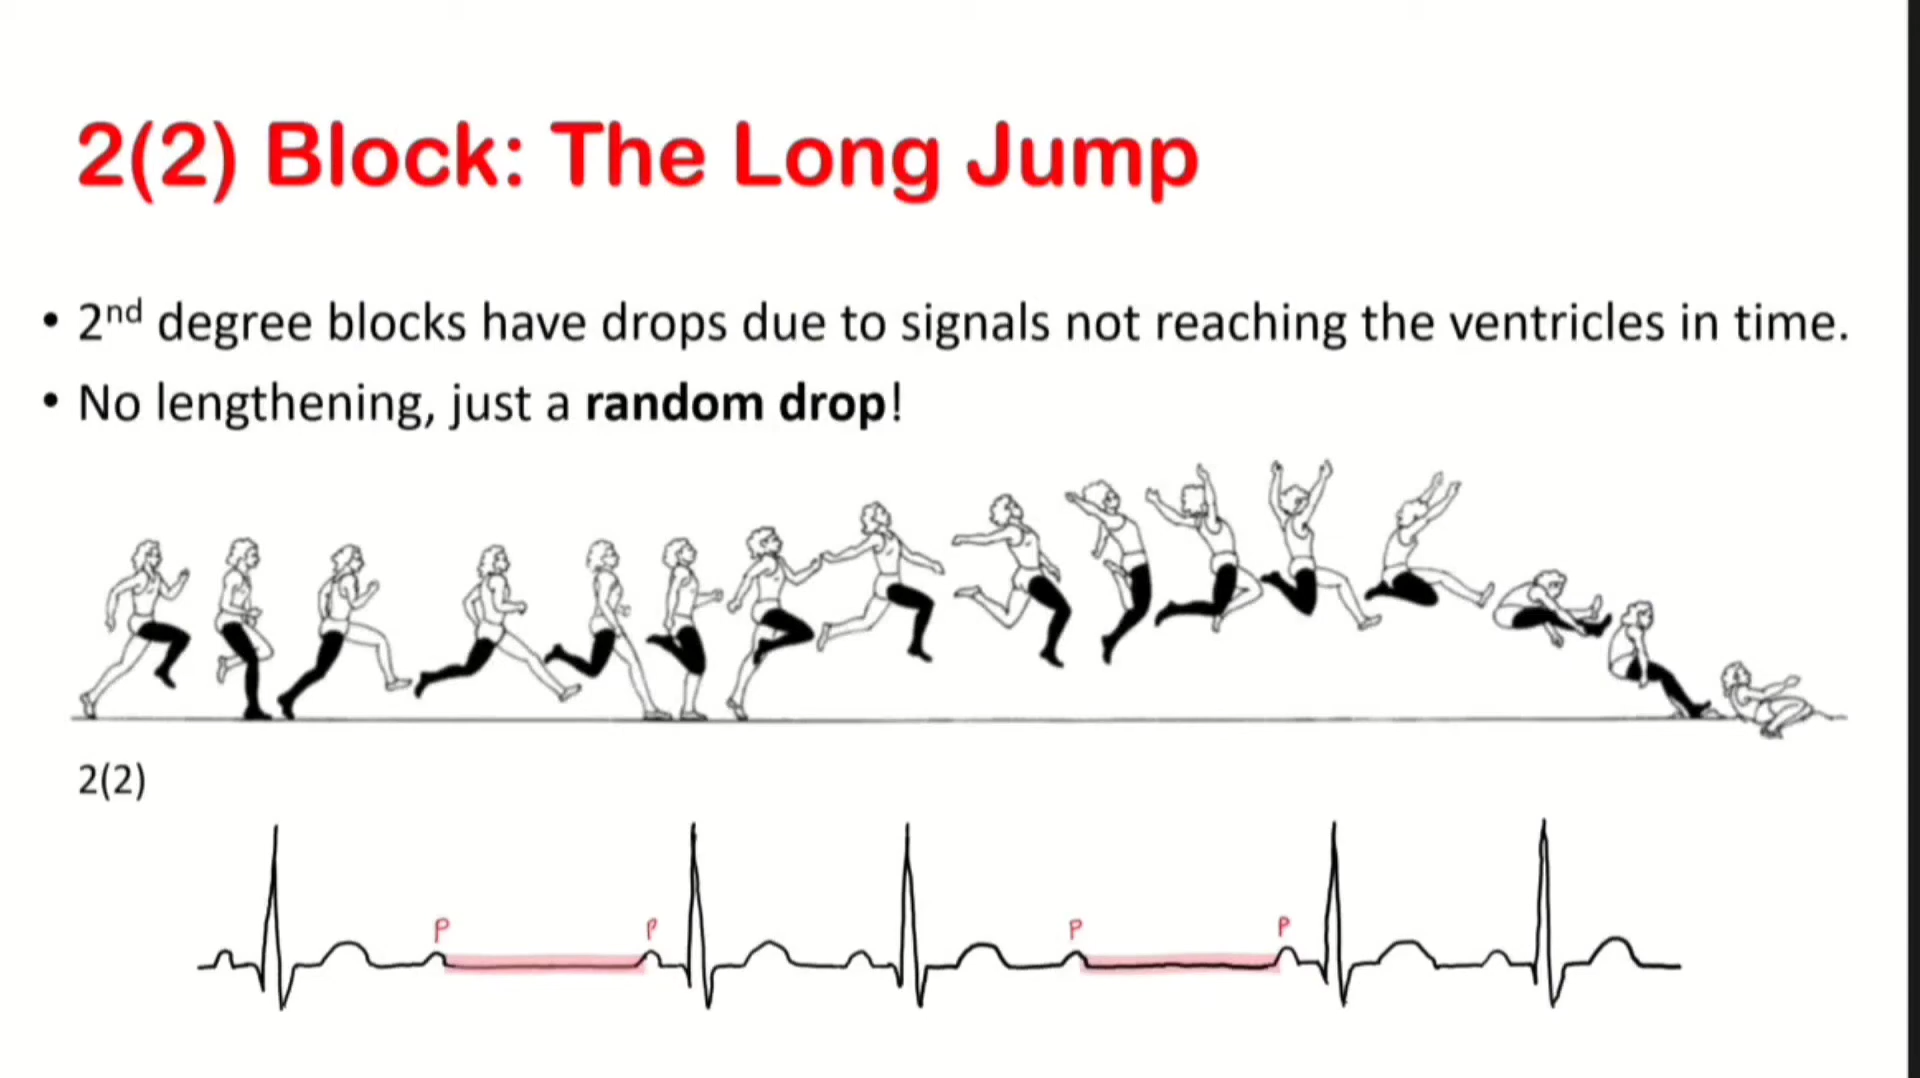 2(2) Block: The Long Jump
• 2nd degree blocks have drops due to signals not reaching the ventricles in time.
• No lengthening, just a random drop!
2(2)
P P P P